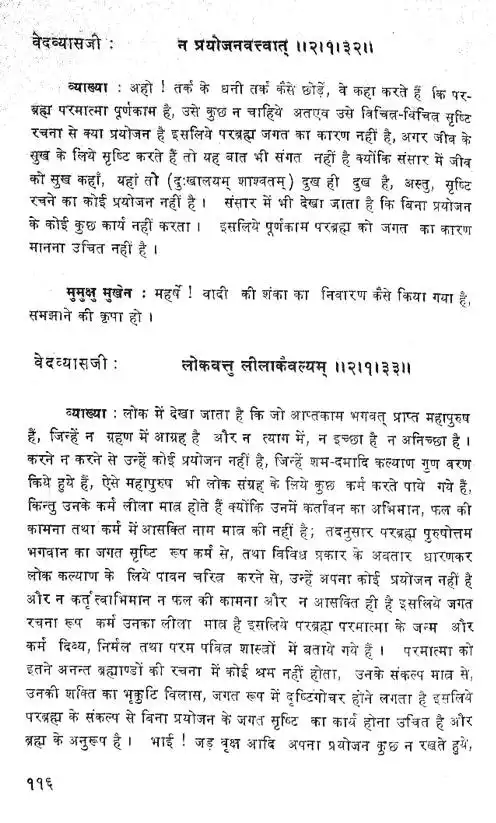 वेदव्यासजी : न प्रयोजनवत्त्वात् ।।२।१।३२।।
व्याख्या : अहो ! तर्क के धनी तर्क कैसे छोड़ें, वे कहा करते हैं कि पर-
ब्रह्म परमात्मा पूर्णकाम है, उसे कुछ न चाहिये अतएव उसे विचित्र-विचित्र सृष्टि
रचना से क्या प्रयोजन है इसलिये परब्रह्म जगत का कारण नहीं है, अगर जीव के
सुख के लिये सृष्टि करते हैं तो यह बात भी संगत नहीं है क्योंकि संसार में जीव
को सुख कहाँ, यहां तो (दुःखालयम् शाश्वतम्) दुख ही दुख है, अस्तु, सृष्टि
रचने का कोई प्रयोजन नहीं है । संसार में भी देखा जाता है कि बिना प्रयोजन
के कोई कुछ कार्य नहीं करता । इसलिये पूर्णकाम परब्रह्म को जगत का कारण
मानना उचित नहीं है ।
मुमुक्षु मुखेन : महर्षे ! वादी की शंका का निवारण कैसे किया गया है,
समझाने की कृपा हो ।
वेदव्यासजी : लोकवत्तु लीलाकैवल्यम् ।।२।१।३३।।
व्याख्या : लोक में देखा जाता है कि जो आप्तकाम भगवत् प्राप्त महापुरुष
हैं, जिन्हें न ग्रहण में आग्रह है और न त्याग में, न इच्छा है न अनिच्छा है ।
करने न करने से उन्हें कोई प्रयोजन नहीं है, जिन्हें शम-दमादि कल्याण गुण वरण
किये हुये हैं, ऐसे महापुरुष भी लोक संग्रह के लिये कुछ कर्म करते पाये गये हैं,
किन्तु उनके कर्म लीला मात्र होते हैं क्योंकि उनमें कर्तापन का अभिमान, फल की
कामना तथा कर्म में आसक्ति नाम मात्र की नहीं है; तदनुसार परब्रह्म पुरुषोत्तम
भगवान का जगत सृष्टि रूप कर्म से, तथा विविध प्रकार के अवतार धारणकर
लोक कल्याण के लिये पावन चरित्र करने से, उन्हें अपना कोई प्रयोजन नहीं है
और न कर्तृत्वाभिमान न फल की कामना और न आसक्ति ही है इसलिये जगत
रचना रूप कर्म उनका लीला मात्र है इसलिये परब्रह्म परमात्मा के जन्म और
कर्म दिव्य, निर्मल तथा परम पवित्र शास्त्रों में बताये गये हैं । परमात्मा को
इतने अनन्त ब्रह्माण्डों की रचना में कोई श्रम नहीं होता, उनके संकल्प मात्र से,
उनकी शक्ति का भृकुटि विलास, जगत रूप में दृष्टिगोचर होने लगता है इसलिये
परब्रह्म के संकल्प से बिना प्रयोजन के जगत सृष्टि का कार्य होना उचित है और
ब्रह्म के अनुरूप है । भाई ! जड़ वृक्ष आदि अपना प्रयोजन कुछ न रखते हुये,
११६